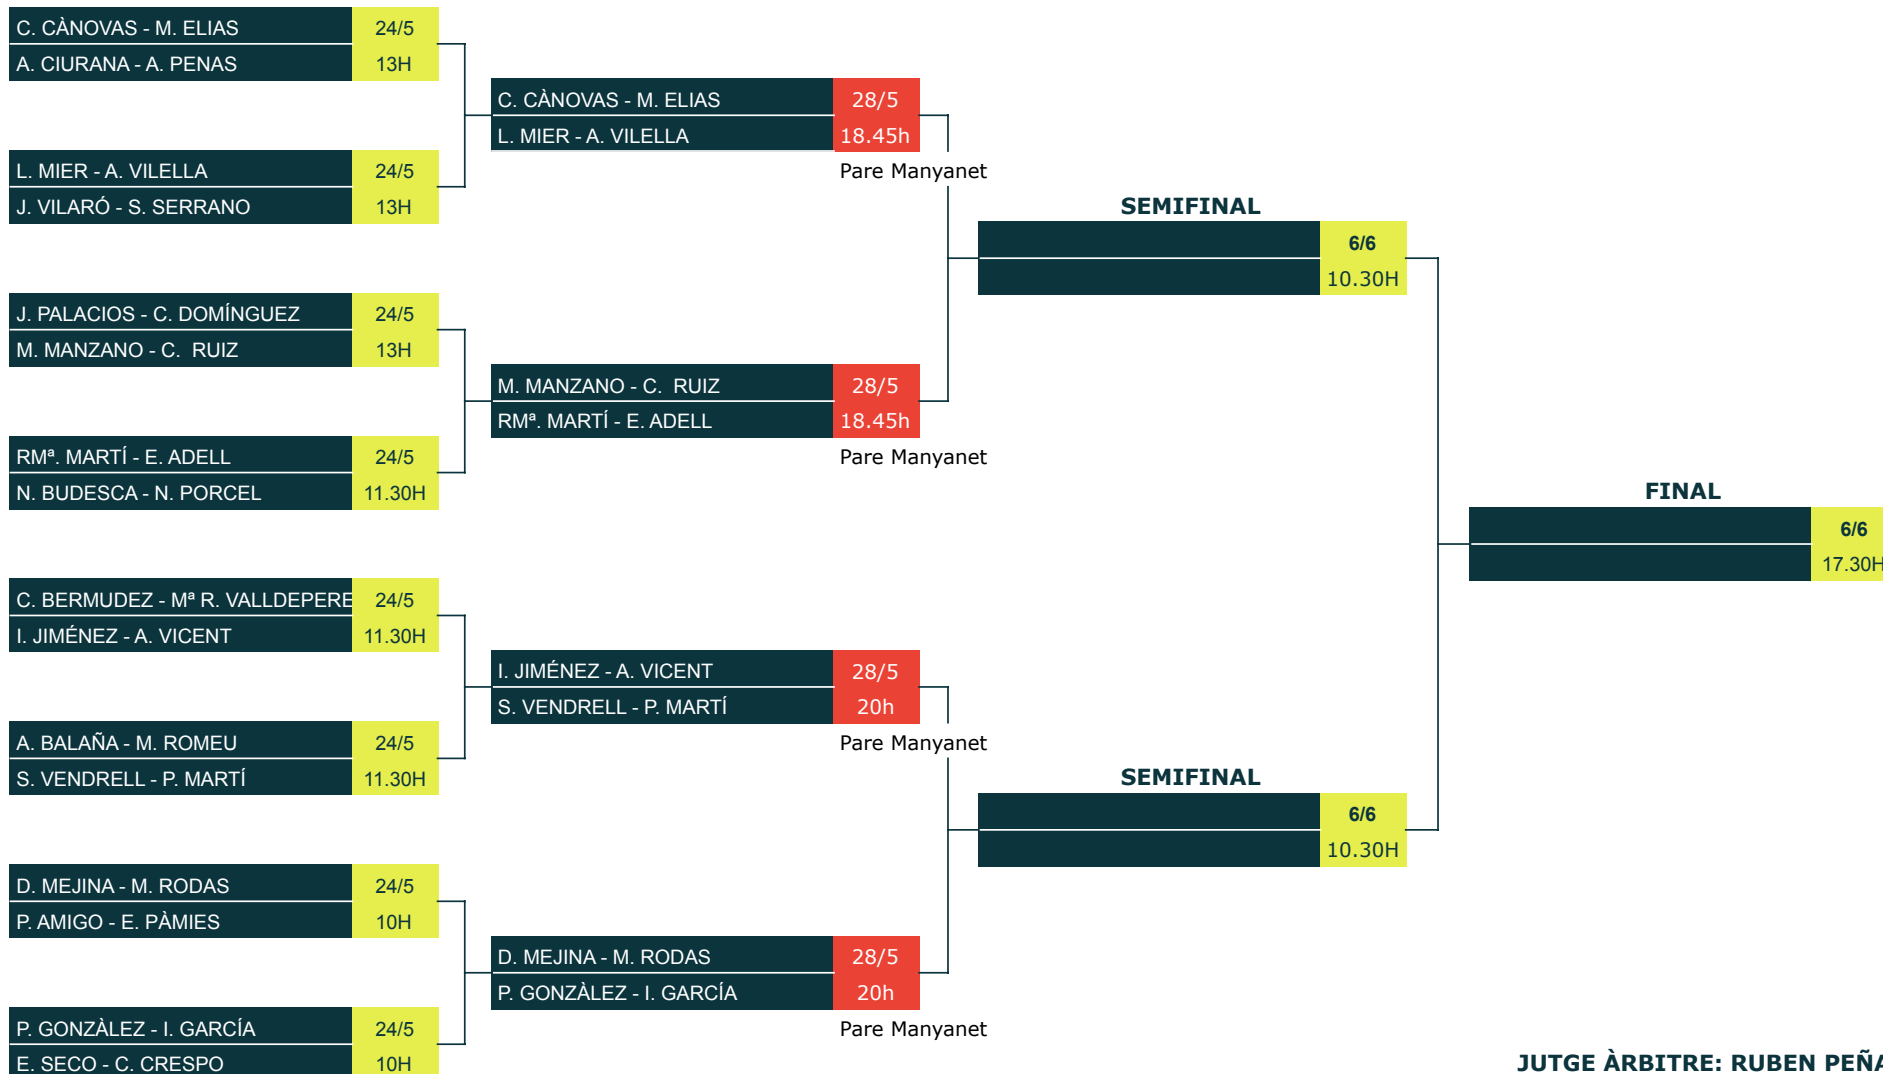 C. CÀNOVAS - M. ELIAS 24/5
A. CIURANA - A. PENAS 13H
L. MIER - A. VILELLA 24/5
J. VILARÓ - S. SERRANO 13H
J. PALACIOS - C. DOMÍNGUEZ 24/5
M. MANZANO - C. RUIZ 13H
RMª. MARTÍ - E. ADELL 24/5
N. BUDESCA - N. PORCEL 11.30H
C. BERMUDEZ - Mª R. VALLDEPERE 24/5
I. JIMÉNEZ - A. VICENT 11.30H
A. BALAÑA - M. ROMEU 24/5
S. VENDRELL - P. MARTÍ 11.30H
D. MEJINA - M. RODAS 24/5
P. AMIGO - E. PÀMIES 10H
P. GONZÀLEZ - I. GARCÍA 24/5
E. SECO - C. CRESPO 10H
C. CÀNOVAS - M. ELIAS 28/5
L. MIER - A. VILELLA 18.45h
Pare Manyanet
M. MANZANO - C. RUIZ 28/5
RMª. MARTÍ - E. ADELL 18.45h
Pare Manyanet
I. JIMÉNEZ - A. VICENT 28/5
S. VENDRELL - P. MARTÍ 20h
Pare Manyanet
D. MEJINA - M. RODAS 28/5
P. GONZÀLEZ - I. GARCÍA 20h
Pare Manyanet
SEMIFINAL
6/6
10.30H
SEMIFINAL
6/6
10.30H
FINAL
6/6
17.30H
JUTGE ÀRBITRE: RUBEN PEÑA